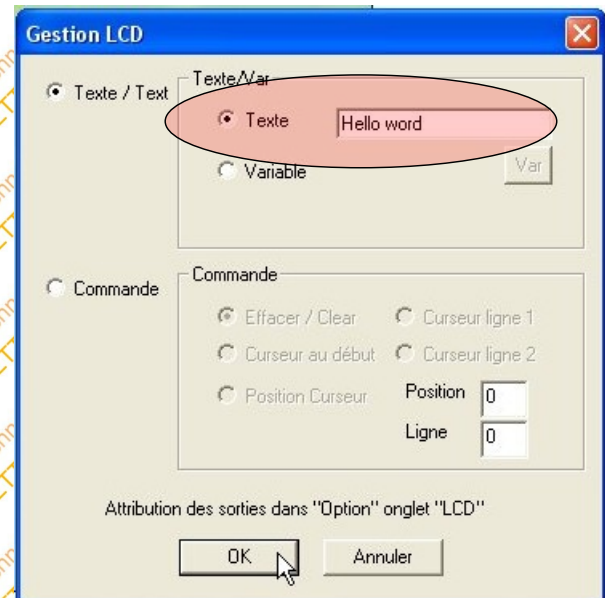 Gestion LCD
Texte / Text
Texte/Var
Texte
Hello word
Variable
Var
Commande
Commande
Effacer / Clear
Curseur ligne 1
Curseur au début
Curseur ligne 2
Position Curseur
Position
0
Ligne
0
Attribution des sorties dans "Option" onglet "LCD"
OK
Annuler